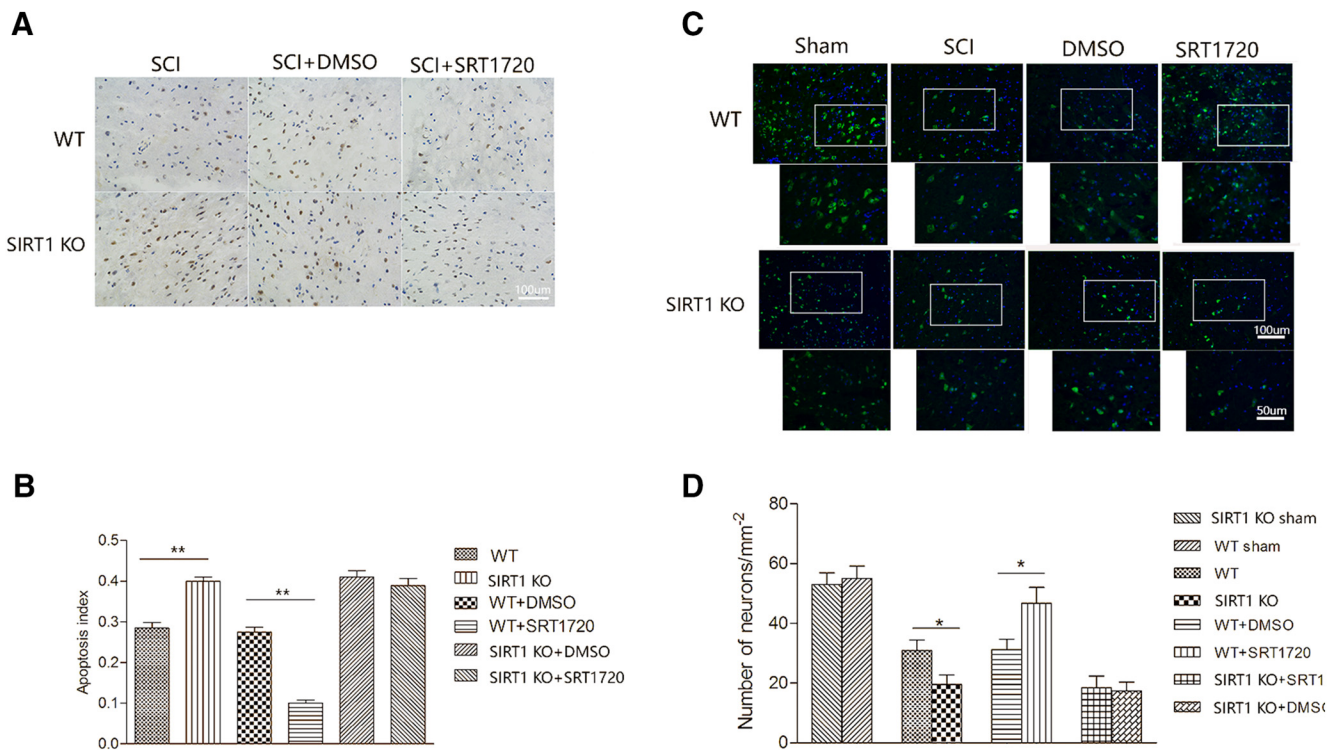 A
SCI
SCI+DMSO
SCI+SRT1720
WT
SIRT1 KO
100um
B
0.5
0.4
0.3
0.2
0.1
0.0
Apoptosis index
**
**
WT
SIRT1 KO
WT+DMSO
WT+SRT1720
SIRT1 KO+DMSO
SIRT1 KO+SRT1720
C
Sham
SCI
DMSO
SRT1720
WT
SIRT1 KO
100um
50um
D
80
60
40
20
0
Number of neurons/mm-2
*
*
SIRT1 KO sham
WT sham
WT
SIRT1 KO
WT+DMSO
WT+SRT1720
SIRT1 KO+SRT1
SIRT1 KO+DMSC